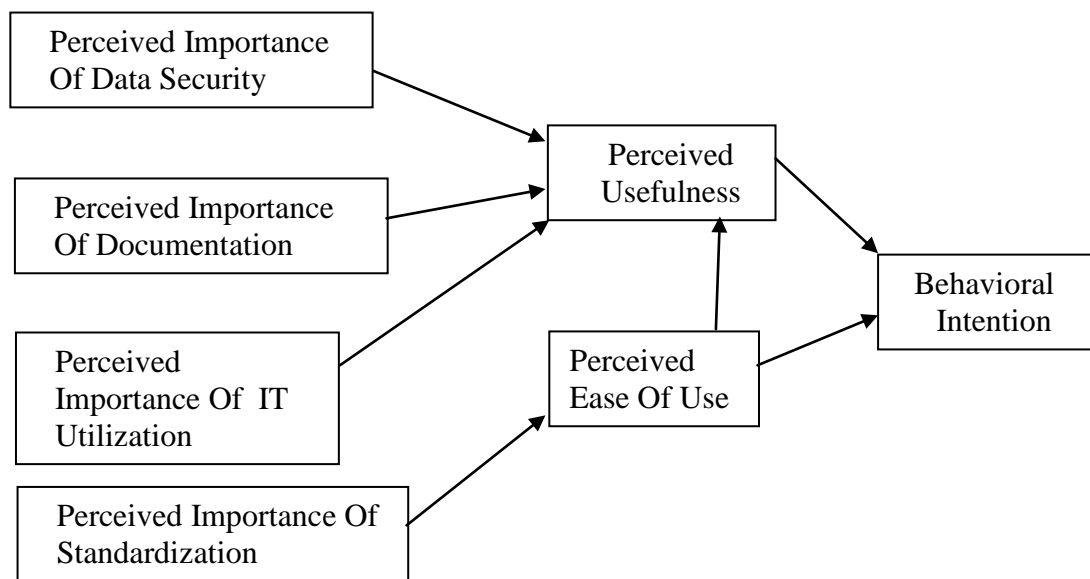 Perceived Importance
Of Data Security
Perceived
Usefulness
Perceived Importance
Of Documentation
Behavioral
Intention
Perceived
Importance Of IT
Utilization
Perceived
Ease Of Use
Perceived Importance Of
Standardization